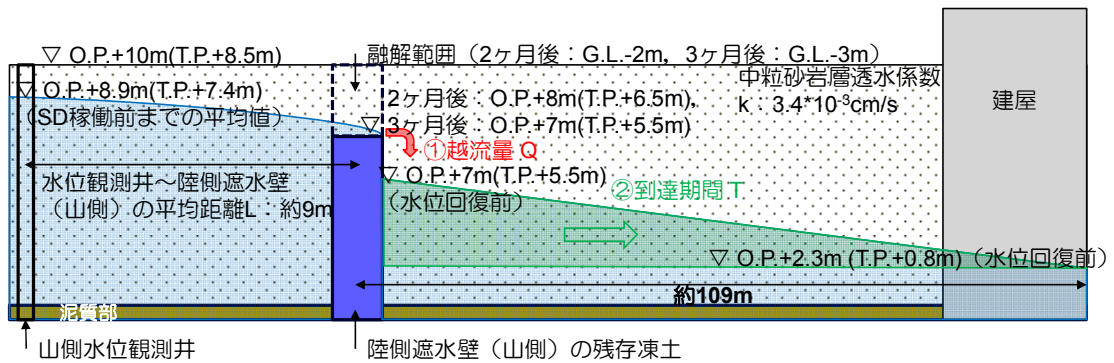 ▽ O.P.+10m(T.P.+8.5m)
融解範囲（2ヶ月後：G.L.-2m，3ヶ月後：G.L.-3m）
中粒砂岩層透水係数
k：3.4*10-3cm/s
建屋
▽ O.P.+8.9m(T.P.+7.4m)
（SD稼働前までの平均値）
2ヶ月後：O.P.+8m(T.P.+6.5m),
▽ 3ヶ月後：O.P.+7m(T.P.+5.5m)
①越流量 Q
水位観測井～陸側遮水壁
（山側）の平均距離L：約9m
▽ O.P.+7m(T.P.+5.5m)
（水位回復前）
②到達期間 T
▽ O.P.+2.3m (T.P.+0.8m)（水位回復前）
約109m
泥質部
山側水位観測井
陸側遮水壁（山側）の残存凍土